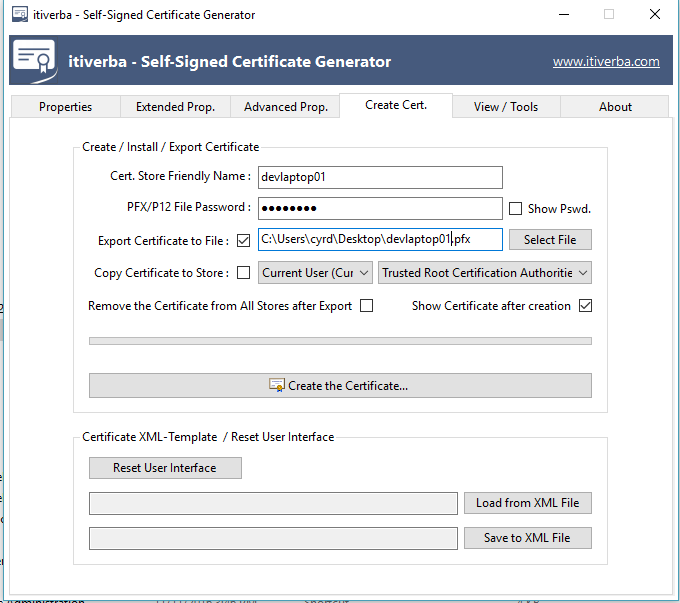 itiverba - Self-Signed Certificate Generator
itiverba - Self-Signed Certificate Generator www.itiverba.com
Properties Extended Prop. Advanced Prop. Create Cert. View / Tools About
Create / Install / Export Certificate
Cert. Store Friendly Name : devlaptop01
PFX/P12 File Password : ●●●●●●●● Show Pswd.
Export Certificate to File : C:\Users\cyrd\Desktop\devlaptop01.pfx Select File
Copy Certificate to Store : Current User (Cur Trusted Root Certification Authoritie
Remove the Certificate from All Stores after Export Show Certificate after creation
Create the Certificate...
Certificate XML-Template / Reset User Interface
Reset User Interface
Load from XML File
Save to XML File